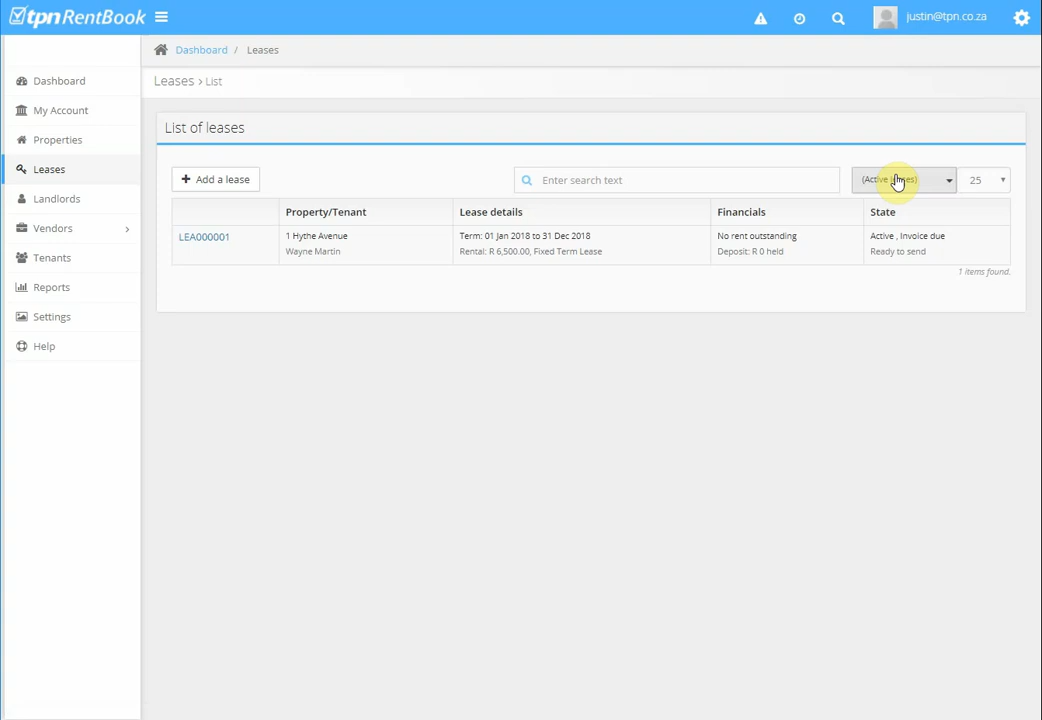 tpnRentBook
justin@tpn.co.za
Dashboard / Leases
Leases › List
Dashboard
My Account
Properties
Leases
Landlords
Vendors
Tenants
Reports
Settings
Help
List of leases
+ Add a lease
Enter search text
(Active leases)
25
Property/Tenant Lease details Financials State
LEA000001 1 Hythe Avenue Term: 01 Jan 2018 to 31 Dec 2018 No rent outstanding Active , Invoice due
Wayne Martin Rental: R 6,500.00, Fixed Term Lease Deposit: R 0 held Ready to send
1 items found.